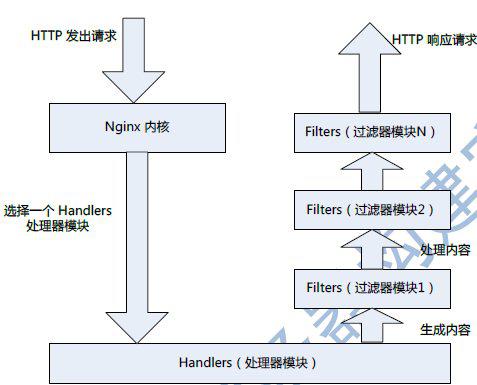 HTTP 发出请求
HTTP 响应请求
Nginx 内核
Filters（过滤器模块N）
选择一个 Handlers
处理器模块
Filters（过滤器模块2）
处理内容
Filters（过滤器模块1）
生成内容
Handlers（处理器模块）